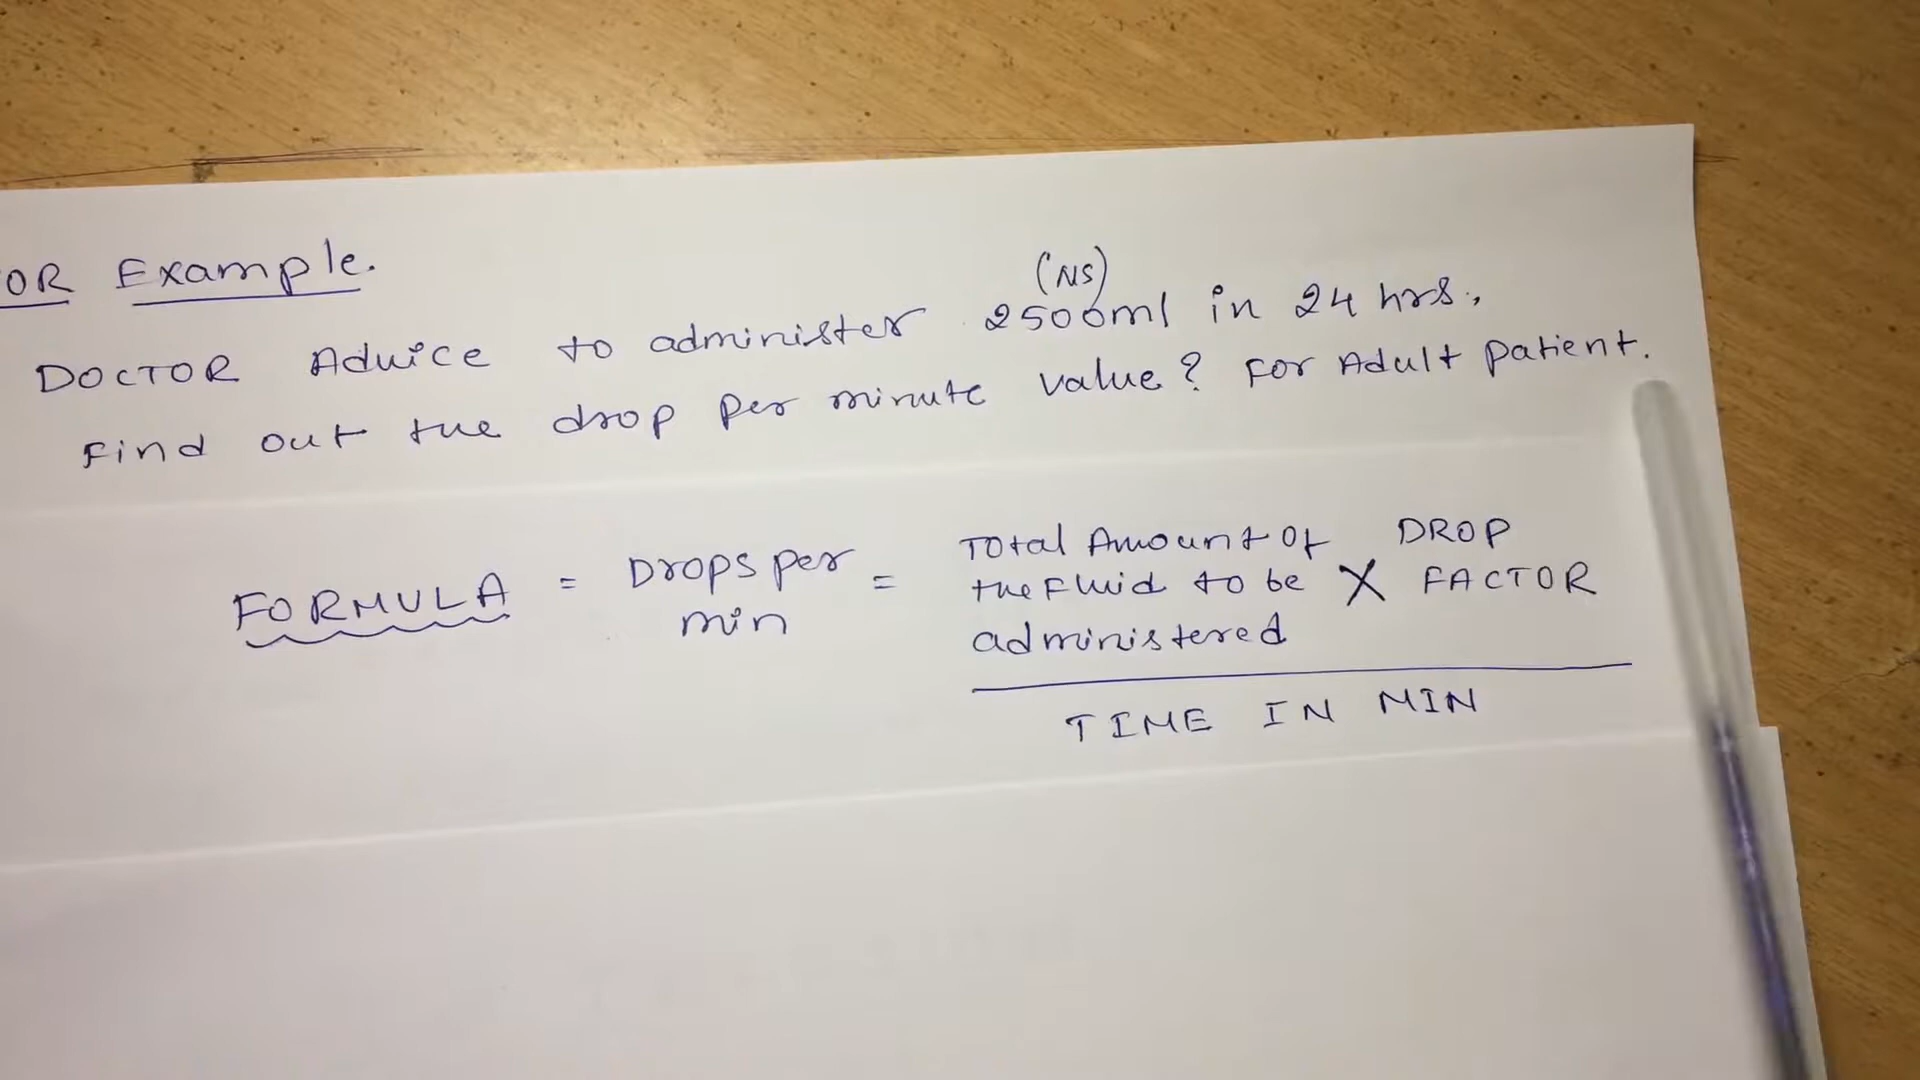 OR Example.
(NS)
DOCTOR Advice to administer 2500ml in 24 hrs.
Find out the drop per minute value? For Adult patient.
FORMULA = Drops per min = Total Amount of the Fluid to be administered X DROP FACTOR
TIME IN MIN